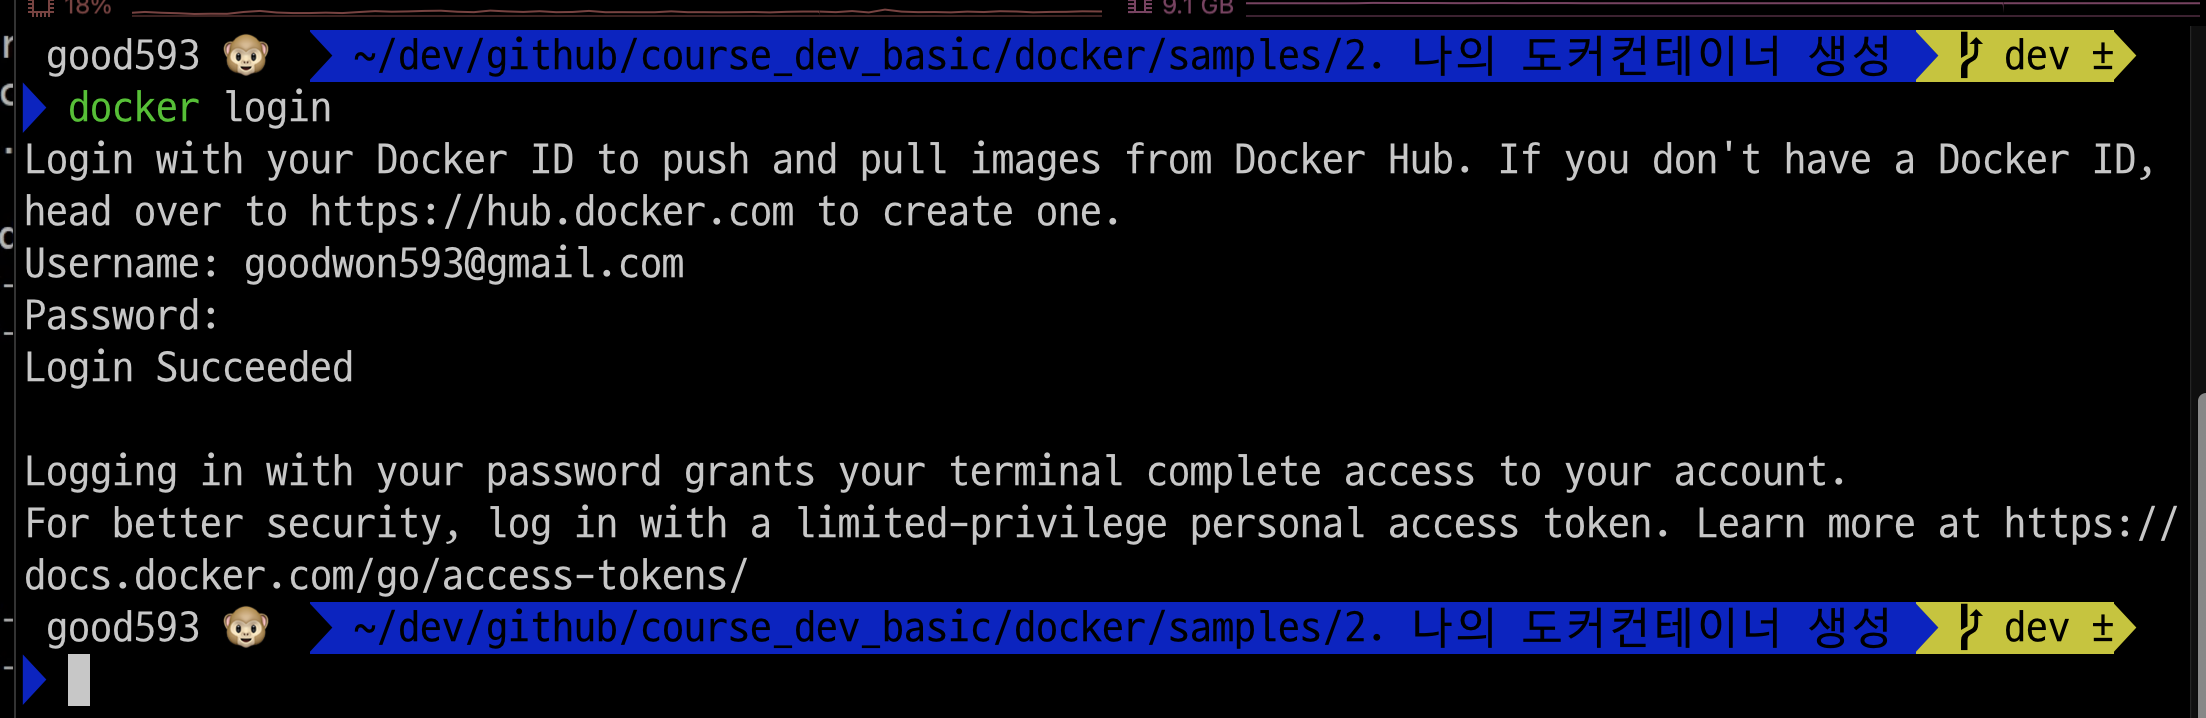 18%
9.1 GB
good593 🐵 ~/dev/github/course_dev_basic/docker/samples/2. 나의 도커컨테이너 생성 dev ±
docker login
Login with your Docker ID to push and pull images from Docker Hub. If you don't have a Docker ID,
head over to https://hub.docker.com to create one.
Username: goodwon593@gmail.com
Password:
Login Succeeded
Logging in with your password grants your terminal complete access to your account.
For better security, log in with a limited-privilege personal access token. Learn more at https://
docs.docker.com/go/access-tokens/
good593 🐵 ~/dev/github/course_dev_basic/docker/samples/2. 나의 도커컨테이너 생성 dev ±